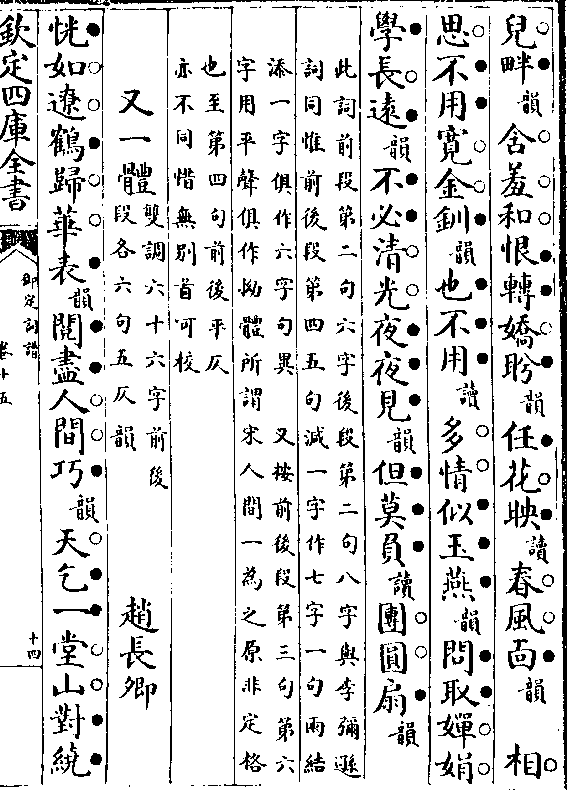 兒畔韻含羞和恨轉嬌盻韻任花映讀春風面韻 相
思不用寬金釧韻也不用讀多情似玉燕韻問取嬋娟
學長遠韻不必清光夜夜見韻但莫負讀團圓扇韻
此詞前段第二句六字後段第二句八字與李彌遜
詞同惟前後段第四五句減一字作七字一句兩結
添一字俱作六字句異 又按前後段第三句第六
字用平聲俱作拗體所謂宋人間一為之原非定格
也至第四句前後平仄
亦不同惜無别首可校
又一體 雙調六十六字前後
段各六句五仄韻 趙長卿
恍如遼鶴歸華表韻閱盡人間巧韻天乞一堂山對繞
欽定四庫全書
御定詞譜
卷十五
十四